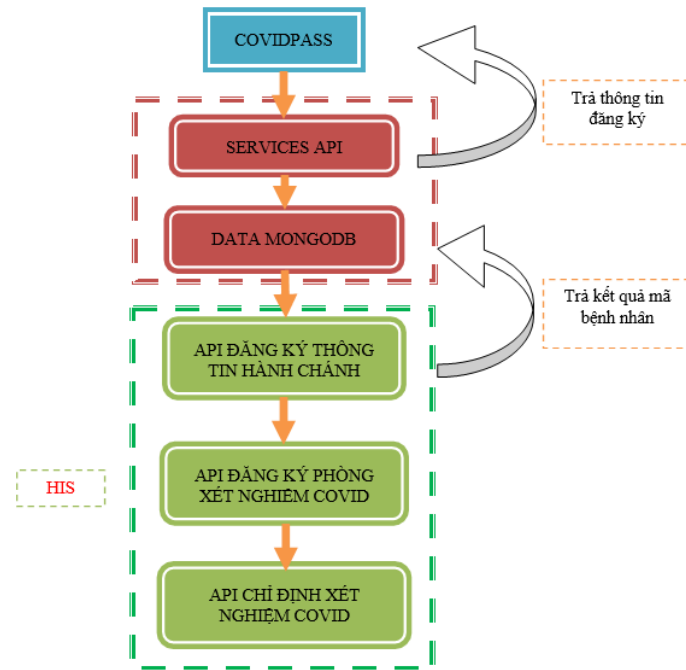 COVIDPASS
Trả thông tin
đăng ký
SERVICES API
DATA MONGODB
Trả kết quả mã
bệnh nhân
API ĐĂNG KÝ THÔNG
TIN HÀNH CHÁNH
API ĐĂNG KÝ PHÒNG
XÉT NGHIỆM COVID
HIS
API CHỈ ĐỊNH XÉT
NGHIỆM COVID